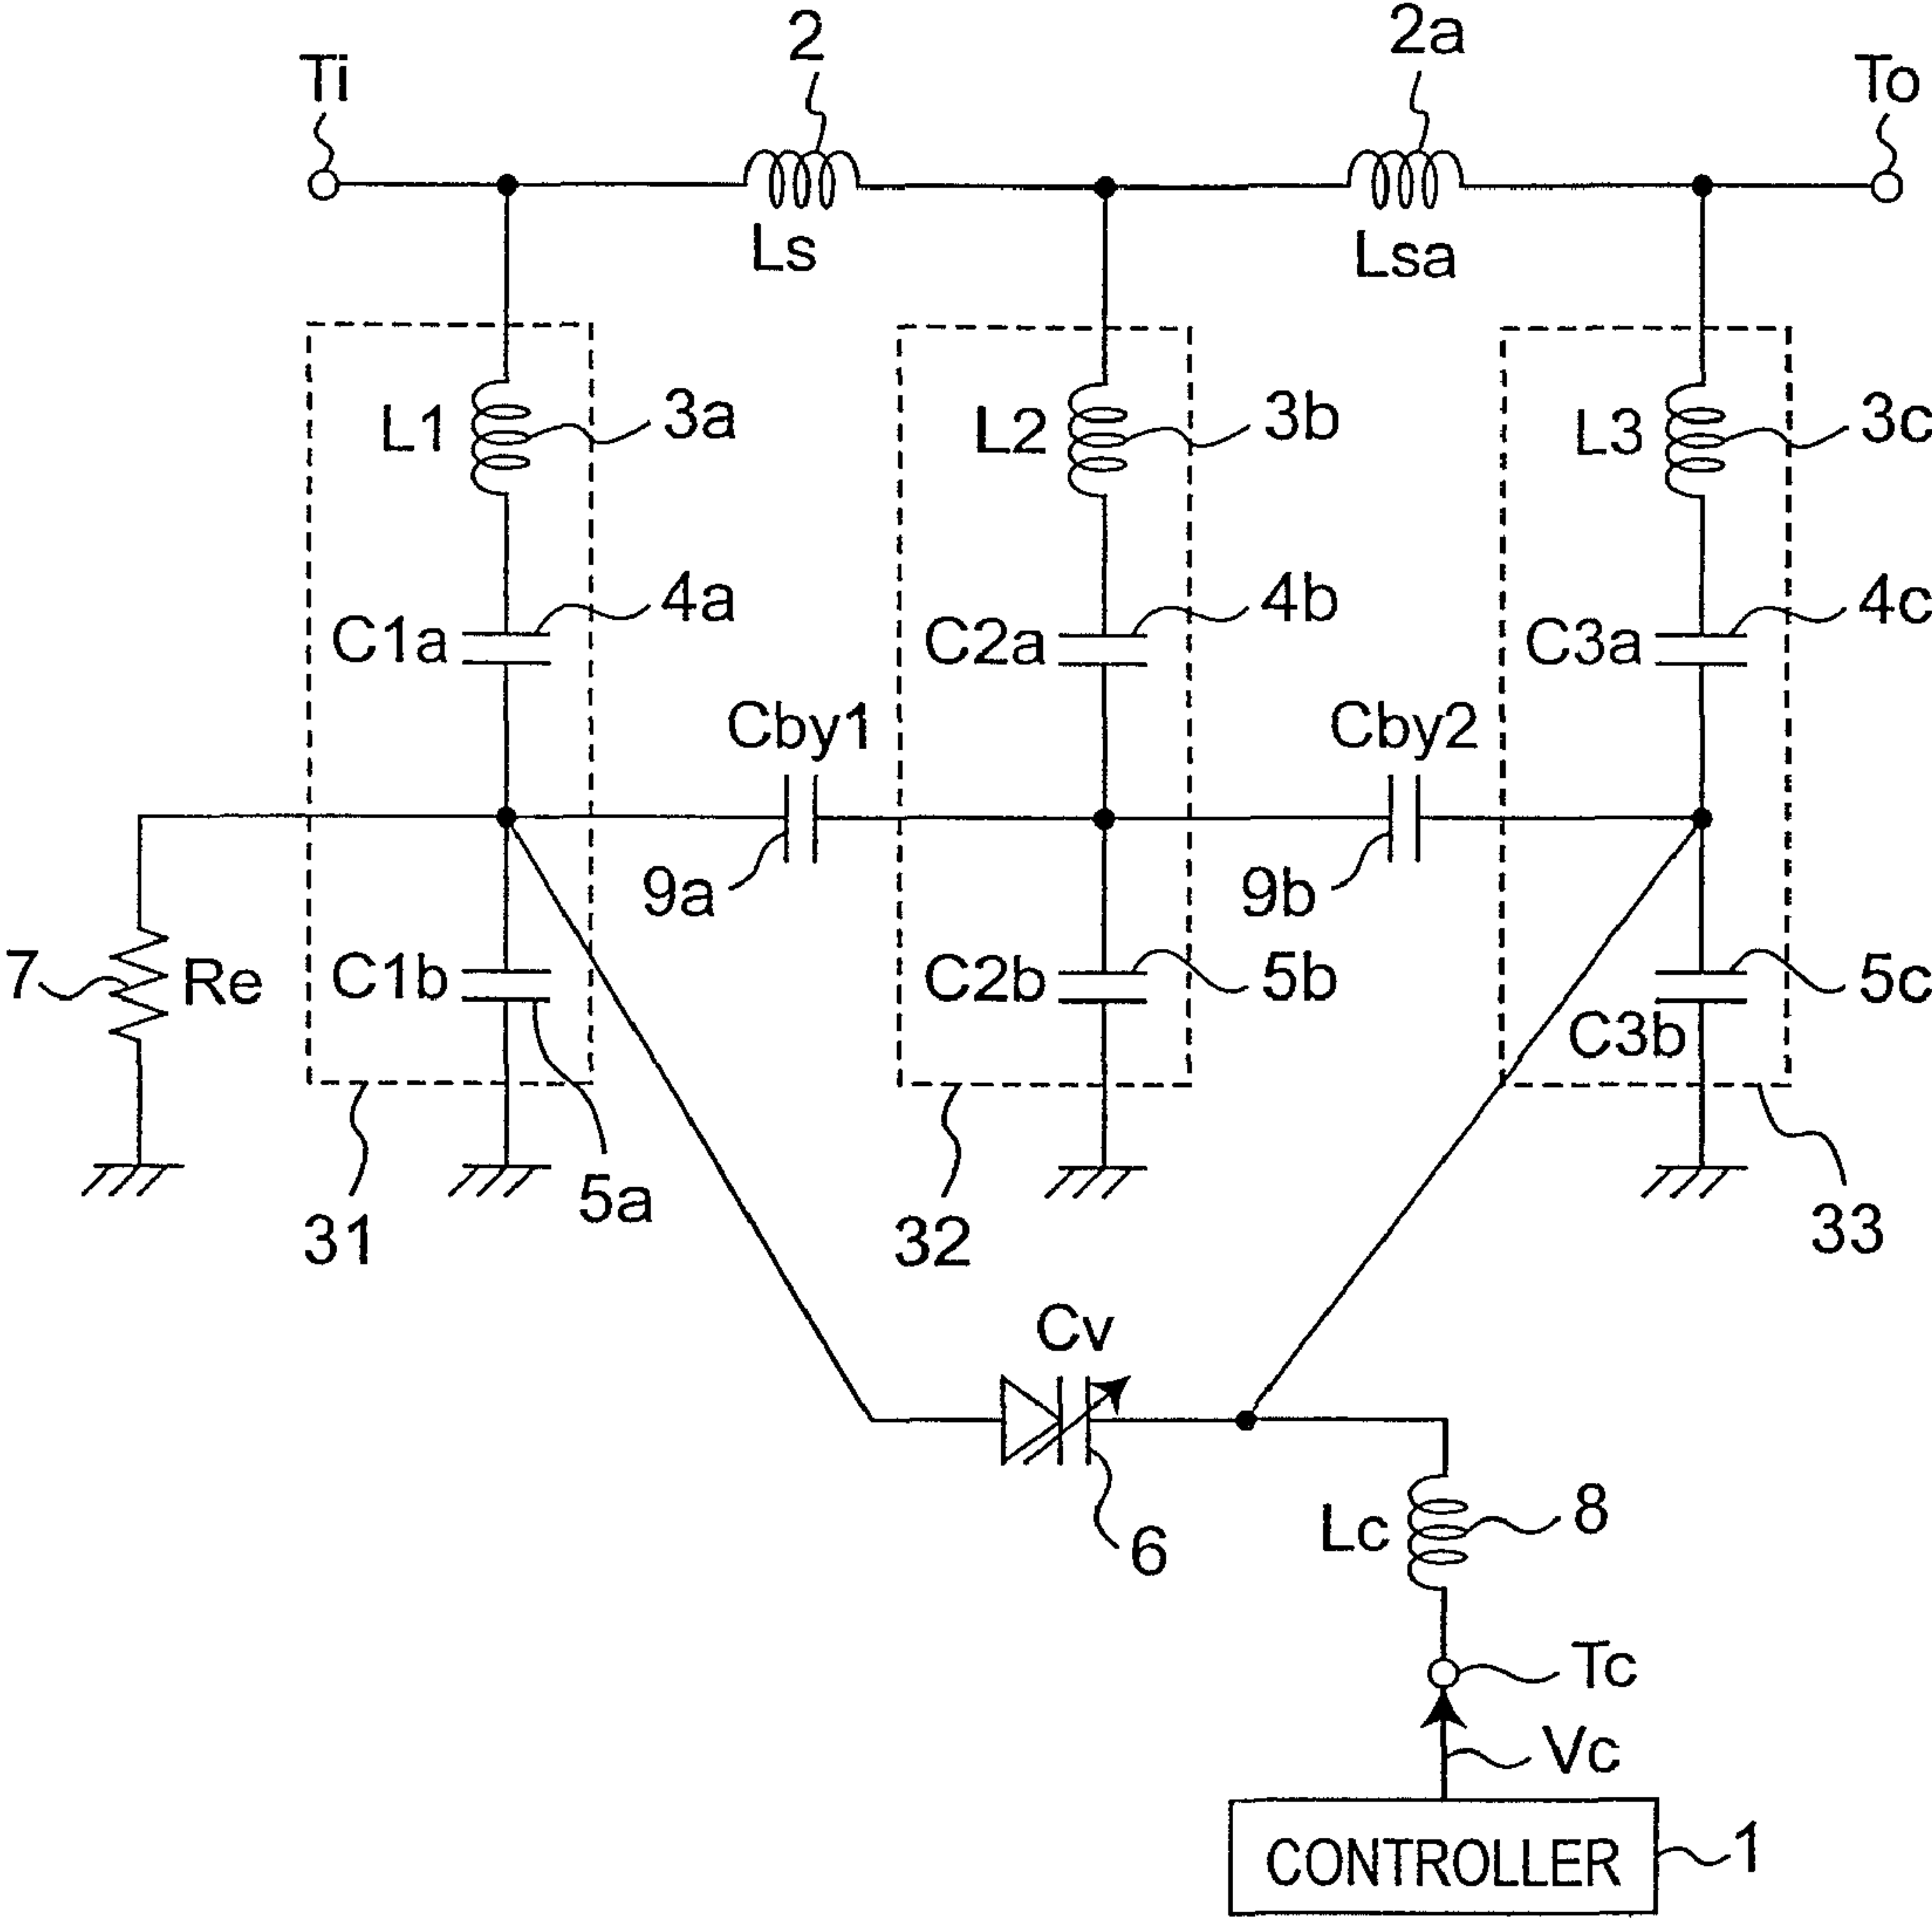 2
2a
Ti
To
Ls
Lsa
L1
3a
L2
3b
L3
3c
C1a
4a
C2a
4b
C3a
4c
Cby1
Cby2
9a
9b
7
Re
C1b
C2b
5b
5c
C3b
5a
31
32
33
Cv
6
Lc
8
Tc
Vc
CONTROLLER
1